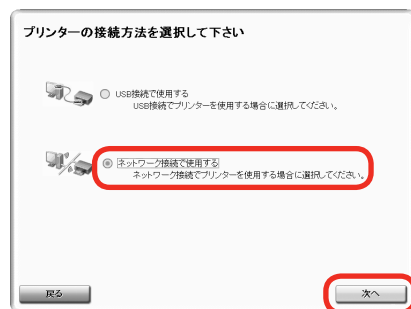 プリンターの接続方法を選択して下さい
USB接続で使用する
USB接続でプリンターを使用する場合に選択してください。
ネットワーク接続で使用する
ネットワーク接続でプリンターを使用する場合に選択してください。
戻る
次へ